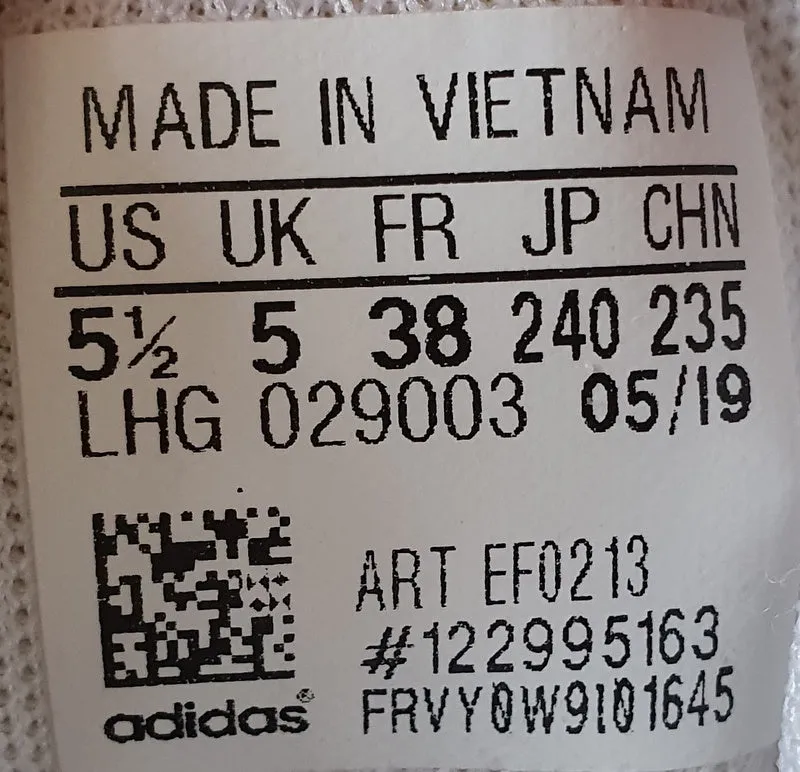 MADE IN VIETNAM
US UK FR JP CHN
5½ 5 38 240 235
LHG 029003 05/19
ART EF0213
#122995163
FRVY0W9I01645
adidas®